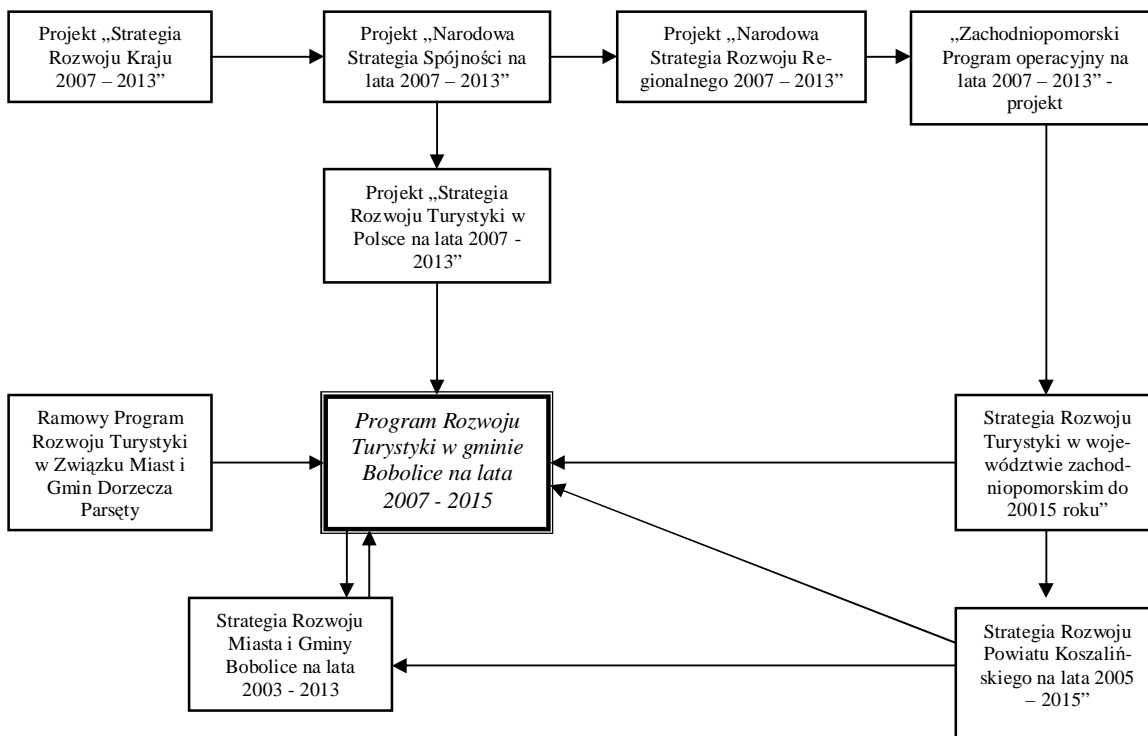 Projekt „Strategia
Rozwoju Kraju
2007 – 2013”
Projekt „Narodowa
Strategia Spójności na
lata 2007 – 2013”
Projekt „Narodowa
Strategia Rozwoju Re-
gionalnego 2007 – 2013”
„Zachodniopomorski
Program operacyjny na
lata 2007 – 2013” -
projekt
Projekt „Strategia
Rozwoju Turystyki w
Polsce na lata 2007 -
2013”
Ramowy Program
Rozwoju Turystyki
w Związku Miast i
Gmin Dorzecza
Parsęty
Program Rozwoju
Turystyki w gminie
Bobolice na lata
2007 - 2015
Strategia Rozwoju
Turystyki w woje-
wództwie zachod-
niopomorskim do
20015 roku”
Strategia Rozwoju
Miasta i Gminy
Bobolice na lata
2003 - 2013
Strategia Rozwoju
Powiatu Koszaliń-
skiego na lata 2005
– 2015”